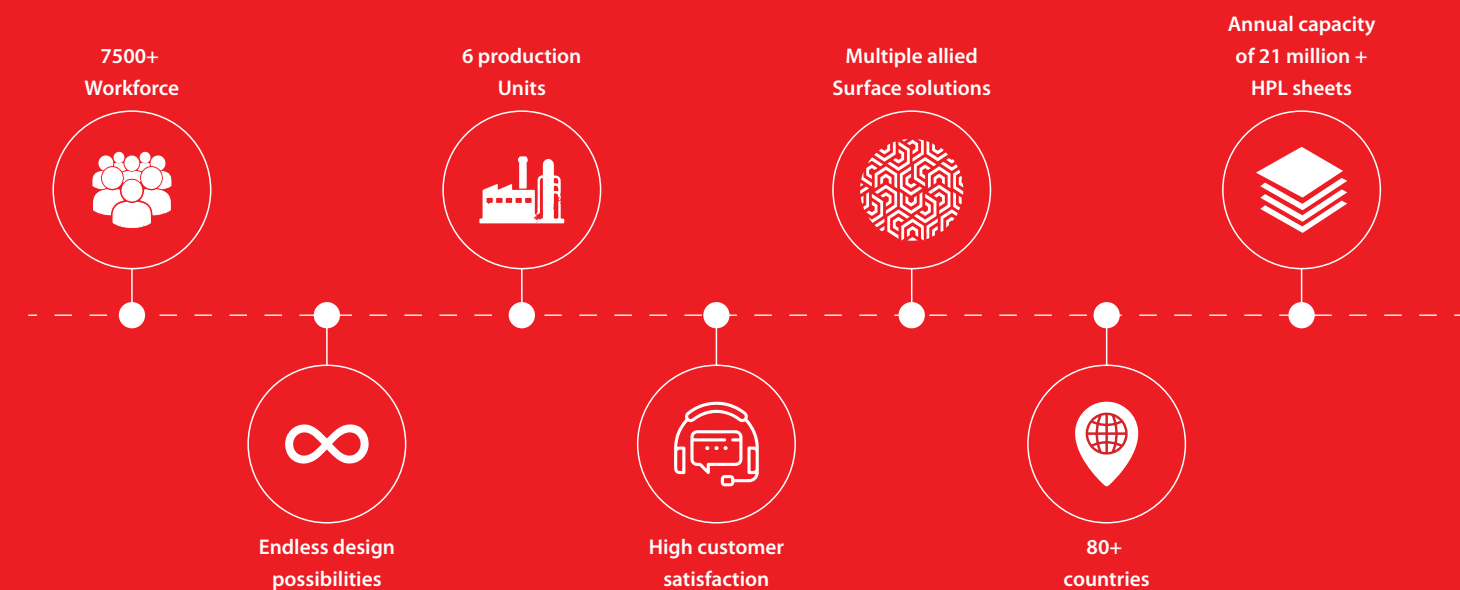 7500+
Workforce
Endless design
possibilities
6 production
Units
High customer
satisfaction
Multiple allied
Surface solutions
80+
countries
Annual capacity
of 21 million +
HPL sheets